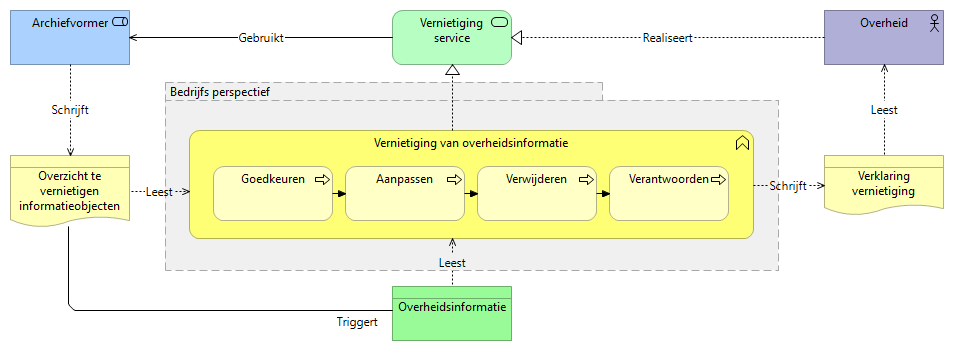 Archiefvormer
Vernietiging
service
Overheid
Gebruikt
Realiseert
Bedrijfs perspectief
Schrijft
Leest
Vernietiging van overheidsinformatie
Overzicht te
vernietigen
informatieobjecten
Leest
Goedkeuren
Aanpassen
Verwijderen
Verantwoorden
Schrijft
Verklaring
vernietiging
Leest
Overheidsinformatie
Triggert